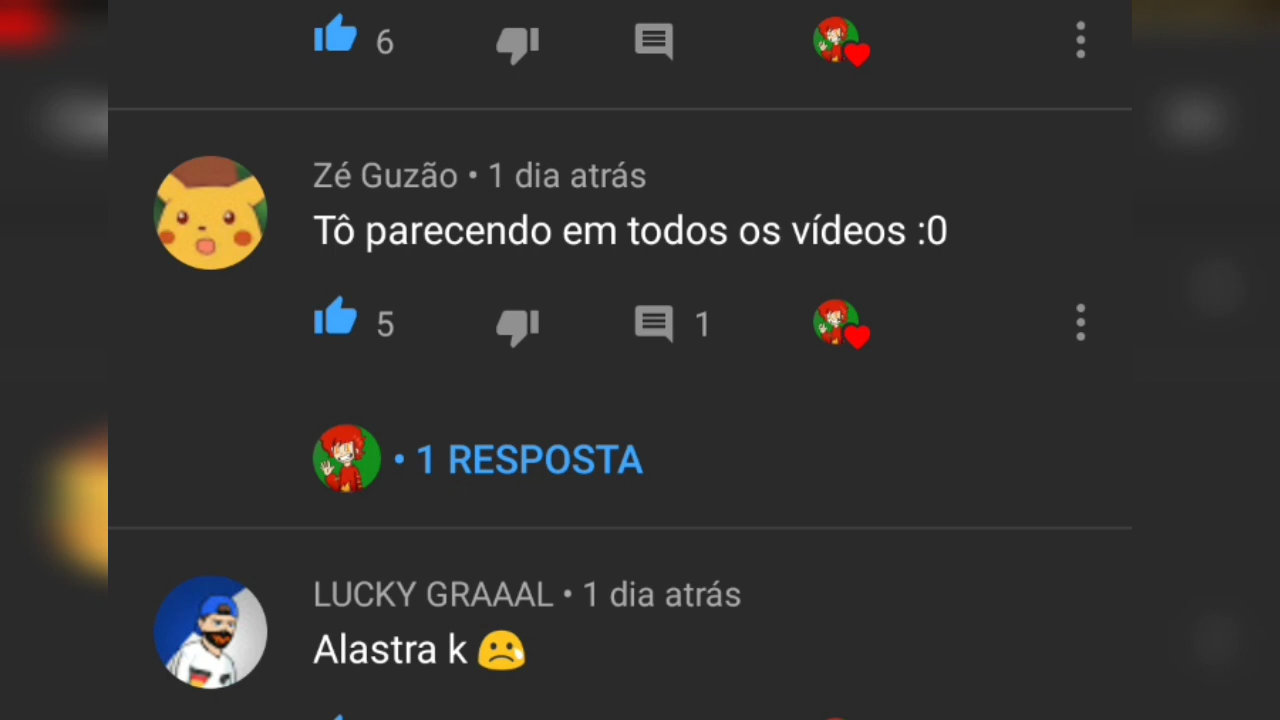 6
Zé Guzão • 1 dia atrás
Tô parecendo em todos os vídeos :0
5 1
• 1 RESPOSTA
LUCKY GRAAAL • 1 dia atrás
Alastra k 😢